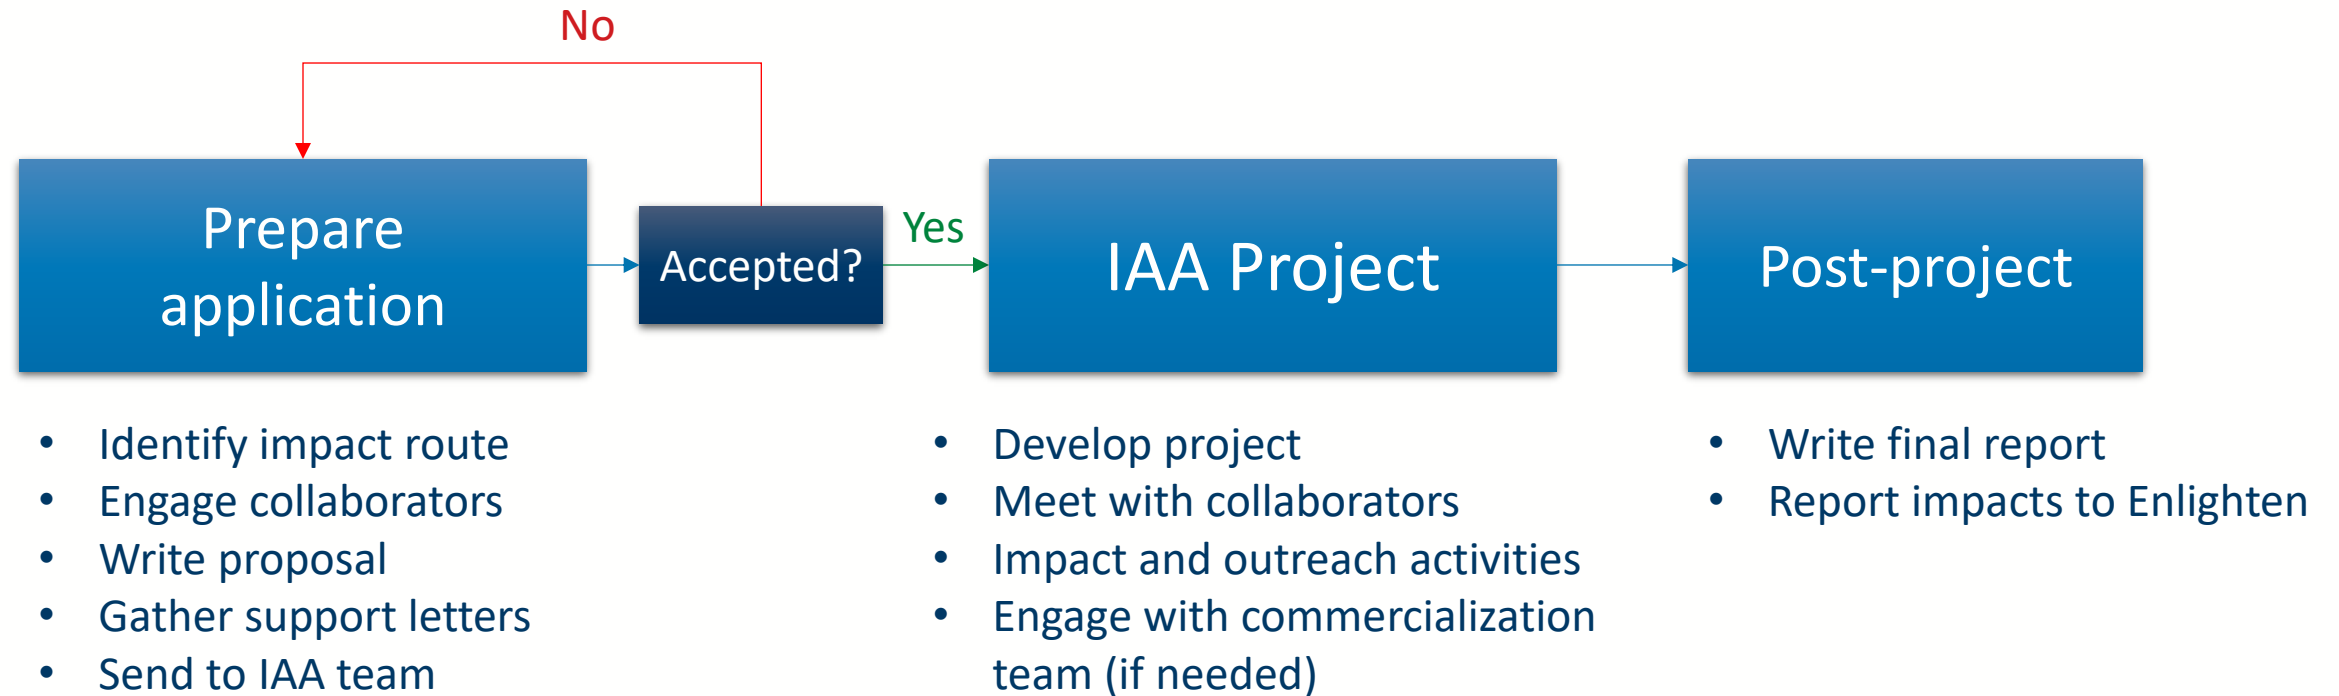 No
Prepare
application
Accepted?
Yes
IAA Project
Post-project
• Identify impact route
• Engage collaborators
• Write proposal
• Gather support letters
• Send to IAA team
• Develop project
• Meet with collaborators
• Impact and outreach activities
• Engage with commercialization
team (if needed)
• Write final report
• Report impacts to Enlighten